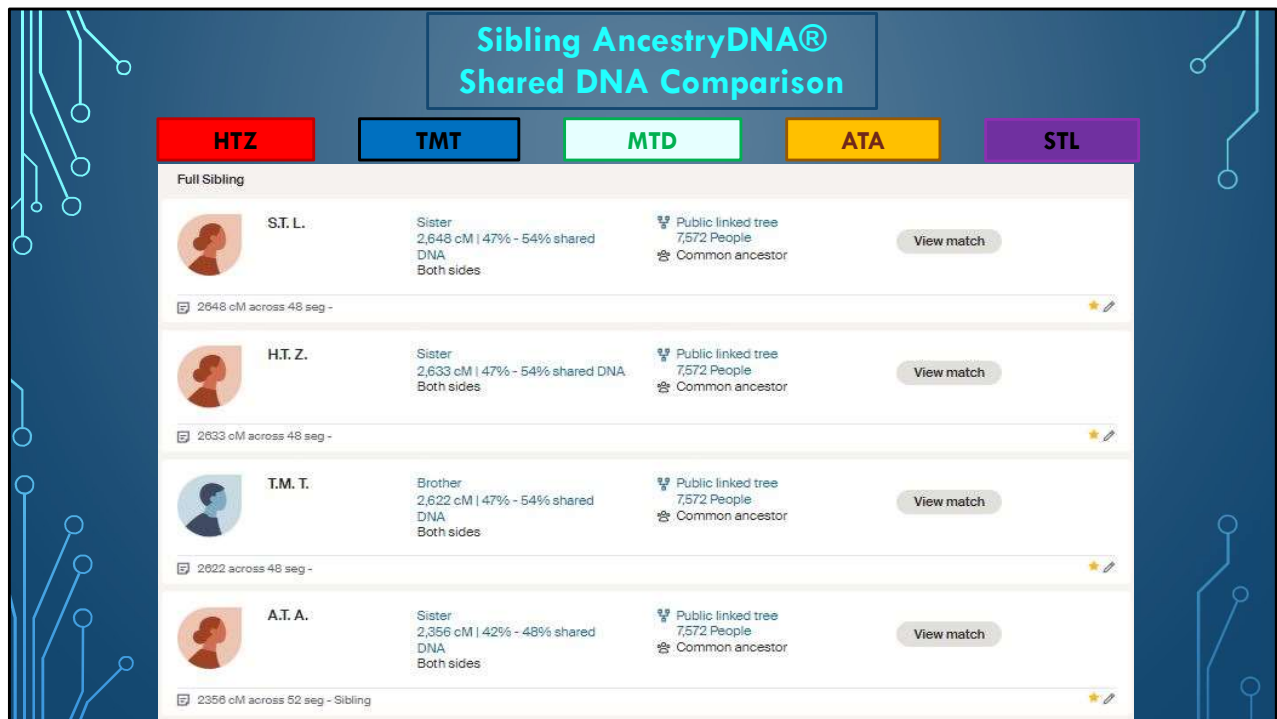 Sibling AncestryDNA®
Shared DNA Comparison
HTZ
TMT
MTD
ATA
STL
Full Sibling
S.T. L.
Sister
2,648 cM | 47% - 54% shared
DNA
Both sides
Public linked tree
7,572 People
Common ancestor
View match
2648 cM across 48 seg -
H.T. Z.
Sister
2,633 cM | 47% - 54% shared DNA
Both sides
Public linked tree
7,572 People
Common ancestor
View match
2633 cM across 48 seg -
T.M. T.
Brother
2,622 cM | 47% - 54% shared
DNA
Both sides
Public linked tree
7,572 People
Common ancestor
View match
2622 across 48 seg -
A.T. A.
Sister
2,356 cM | 42% - 48% shared
DNA
Both sides
Public linked tree
7,572 People
Common ancestor
View match
2356 cM across 52 seg - Sibling